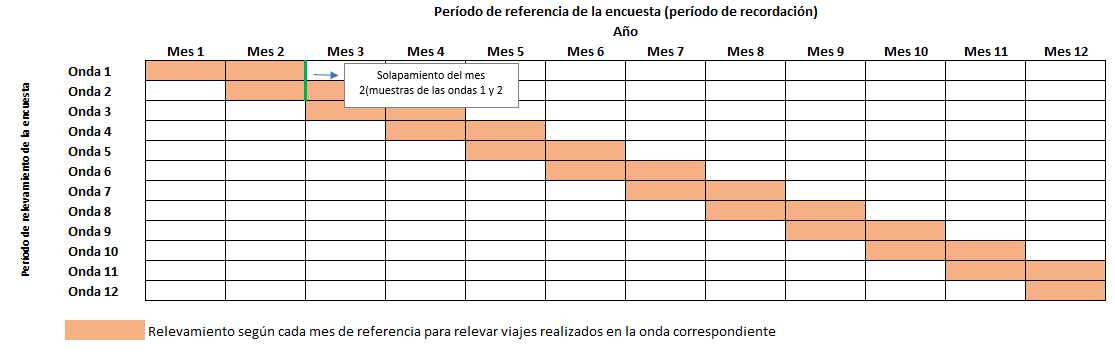 Período de referencia de la encuesta (período de recordación)
Año
Mes 1 Mes 2 Mes 3 Mes 4 Mes 5 Mes 6 Mes 7 Mes 8 Mes 9 Mes 10 Mes 11 Mes 12
Período de relevamiento de la encuesta
Onda 1
Solapamiento del mes
2(muestras de las ondas 1 y 2
Onda 2
Onda 3
Onda 4
Onda 5
Onda 6
Onda 7
Onda 8
Onda 9
Onda 10
Onda 11
Onda 12
Relevamiento según cada mes de referencia para relevar viajes realizados en la onda correspondiente